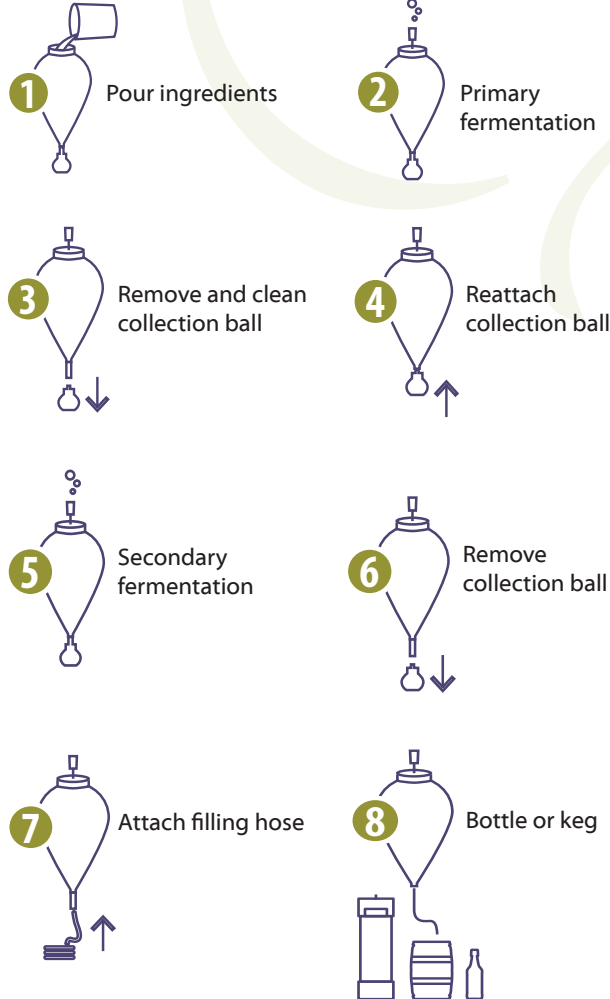 1 Pour ingredients
2 Primary
fermentation
3 Remove and clean
collection ball
4 Reattach
collection ball
5 Secondary
fermentation
6 Remove
collection ball
7 Attach filling hose
8 Bottle or keg